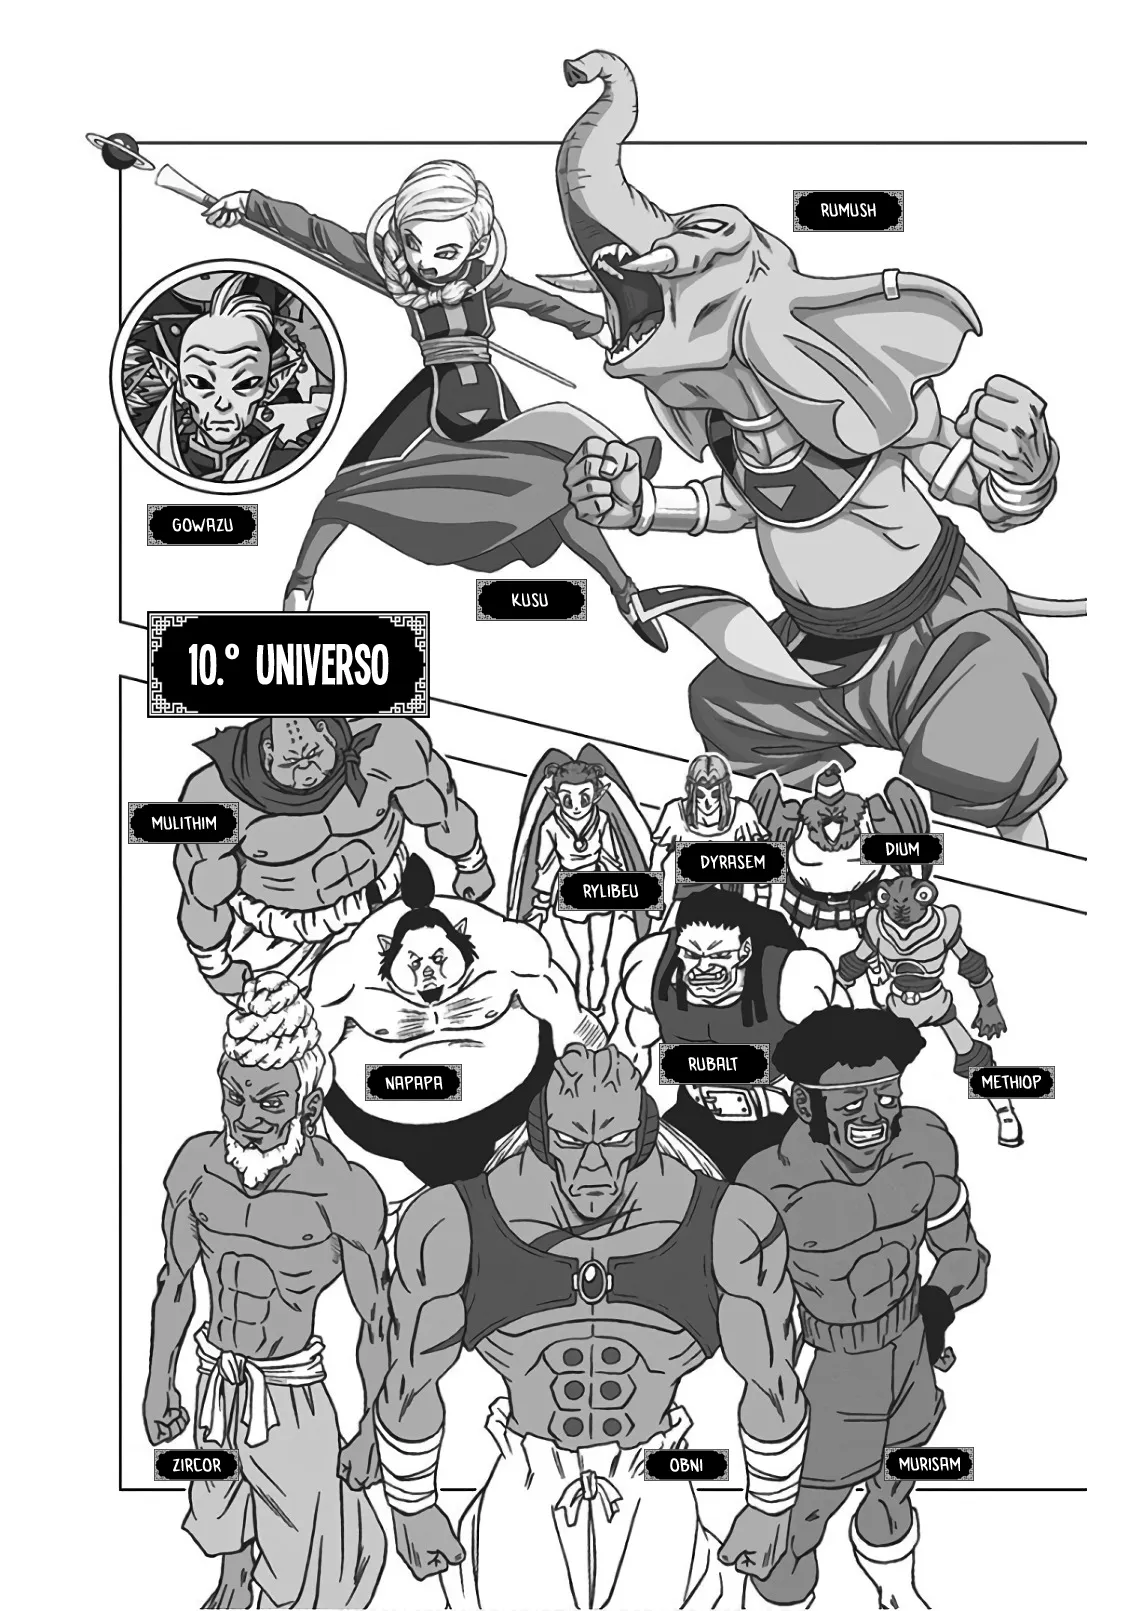 RUMUSH
GOWAZU
KUSU
10.º UNIVERSO
MULITHIM
DIUM
DYRASEM
RYLIBEU
RUBALT
NAPAPA
METHIOP
ZIRCOR
OBNI
MURISAM